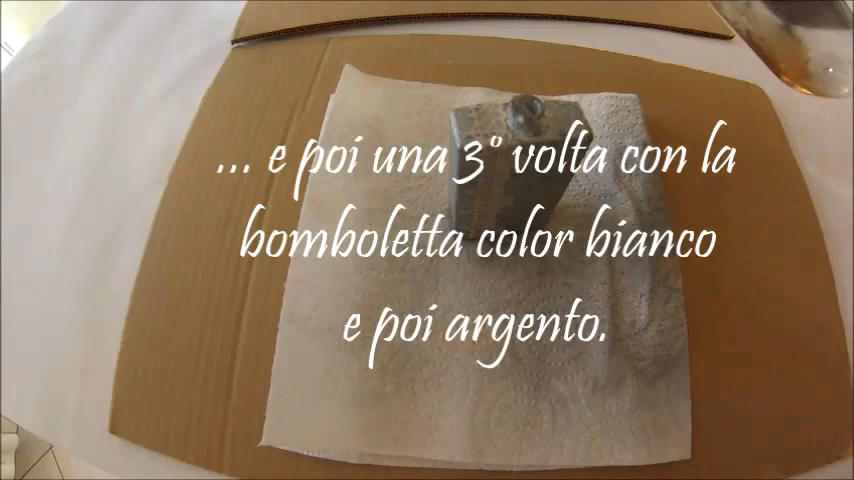 ... e poi una 3° volta con la
bomboletta color bianco
e poi argento.